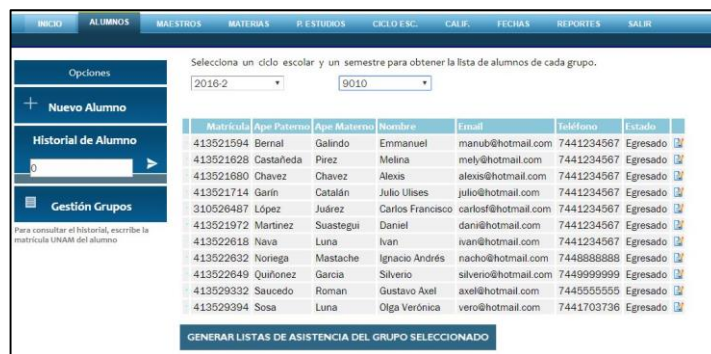 INICIO ALUMNOS MAESTROS MATERIAS P. ESTUDIOS CICLO ESC. CALIF. FECHAS REPORTES SALIR
Opciones
Nuevo Alumno
Historial de Alumno
0
Gestión Grupos
Para consultar el historial, escrribe la
matrícula UNAM del alumno
Selecciona un ciclo escolar y un semestre para obtener la lista de alumnos de cada grupo.
2016-2 9010
Matrícula Ape Paterno Ape Materno Nombre Email Teléfono Estado
413521594 Bernal Galindo Emmanuel manub@hotmail.com 7441234567 Egresado
413521628 Castañeda Pirez Melina mely@hotmail.com 7441234567 Egresado
413521680 Chavez Chavez Alexis alexis@hotmail.com 7441234567 Egresado
413521714 Garín Catalán Julio Ulises julio@hotmail.com 7441234567 Egresado
310526487 López Juárez Carlos Francisco carlosf@hotmail.com 7441234567 Egresado
413521972 Martinez Suastegui Daniel dani@hotmail.com 7441234567 Egresado
413522618 Nava Luna Ivan ivan@hotmail.com 7441234567 Egresado
413522632 Noriega Mastache Ignacio Andrés nacho@hotmail.com 7448888888 Egresado
413522649 Quiñonez Garcia Silverio silverio@hotmail.com 7449999999 Egresado
413529332 Saucedo Roman Gustavo Axel axel@hotmail.com 7445555555 Egresado
413529394 Sosa Luna Olga Verónica vero@hotmail.com 7441703736 Egresado
GENERAR LISTAS DE ASISTENCIA DEL GRUPO SELECCIONADO